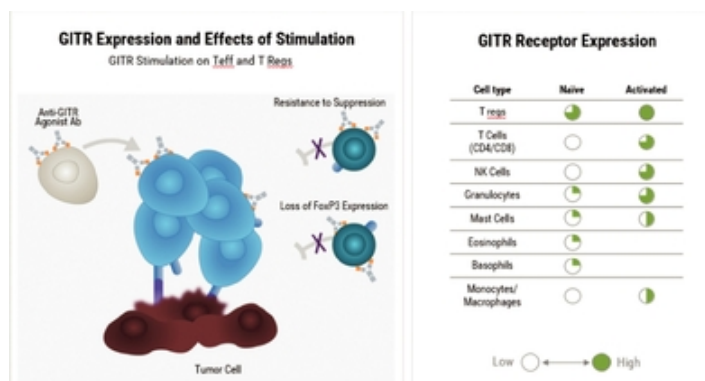 GITR Expression and Effects of Stimulation
GITR Stimulation on Teff and T Regs
Anti-GITR
Agonist Ab
Resistance to Suppression
Loss of FoxP3 Expression
Tumor Cell
GITR Receptor Expression
Cell type Naïve Activated
T regs
T Cells
(CD4/CD8)
NK Cells
Granulocytes
Mast Cells
Eosinophils
Basophils
Monocytes/
Macrophages
Low High